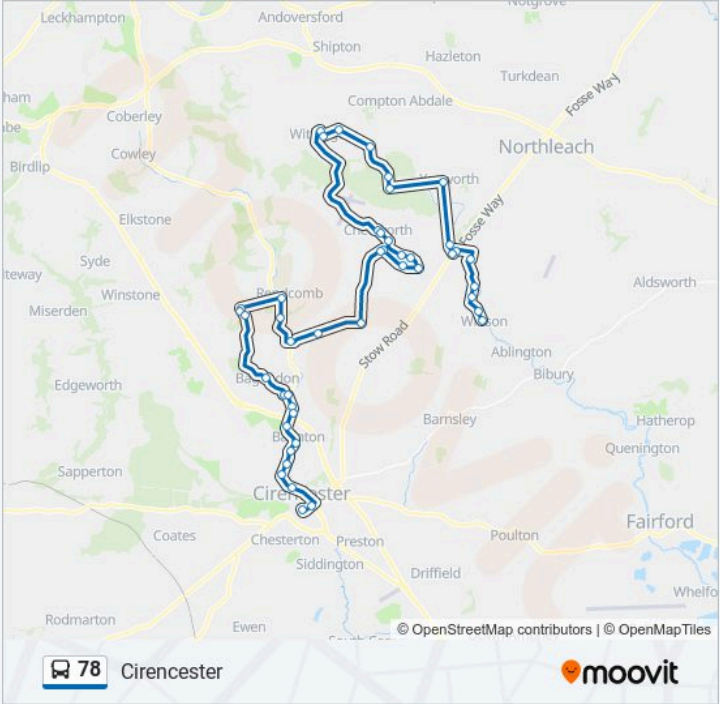 Leckhampton
Andoversford
Notgrove
Shipton
Hazleton
Turkdean
Compton Abdale
Fosse Way
Coberley
Northleach
Cowley
Birdlip
Fosse Way
Elkstone
Syde
Winstone
Aldsworth
Miserden
Stow Road
Ablington
Bibury
Edgeworth
Barnsley
Hatherop
Quenington
Sapperton
Cirencester
Fairford
Coates
Chesterton
Preston
Poulton
Siddington
Driffield
Rodmarton
Ewen
© OpenStreetMap contributors | © OpenMapTiles
78 Cirencester
moovit